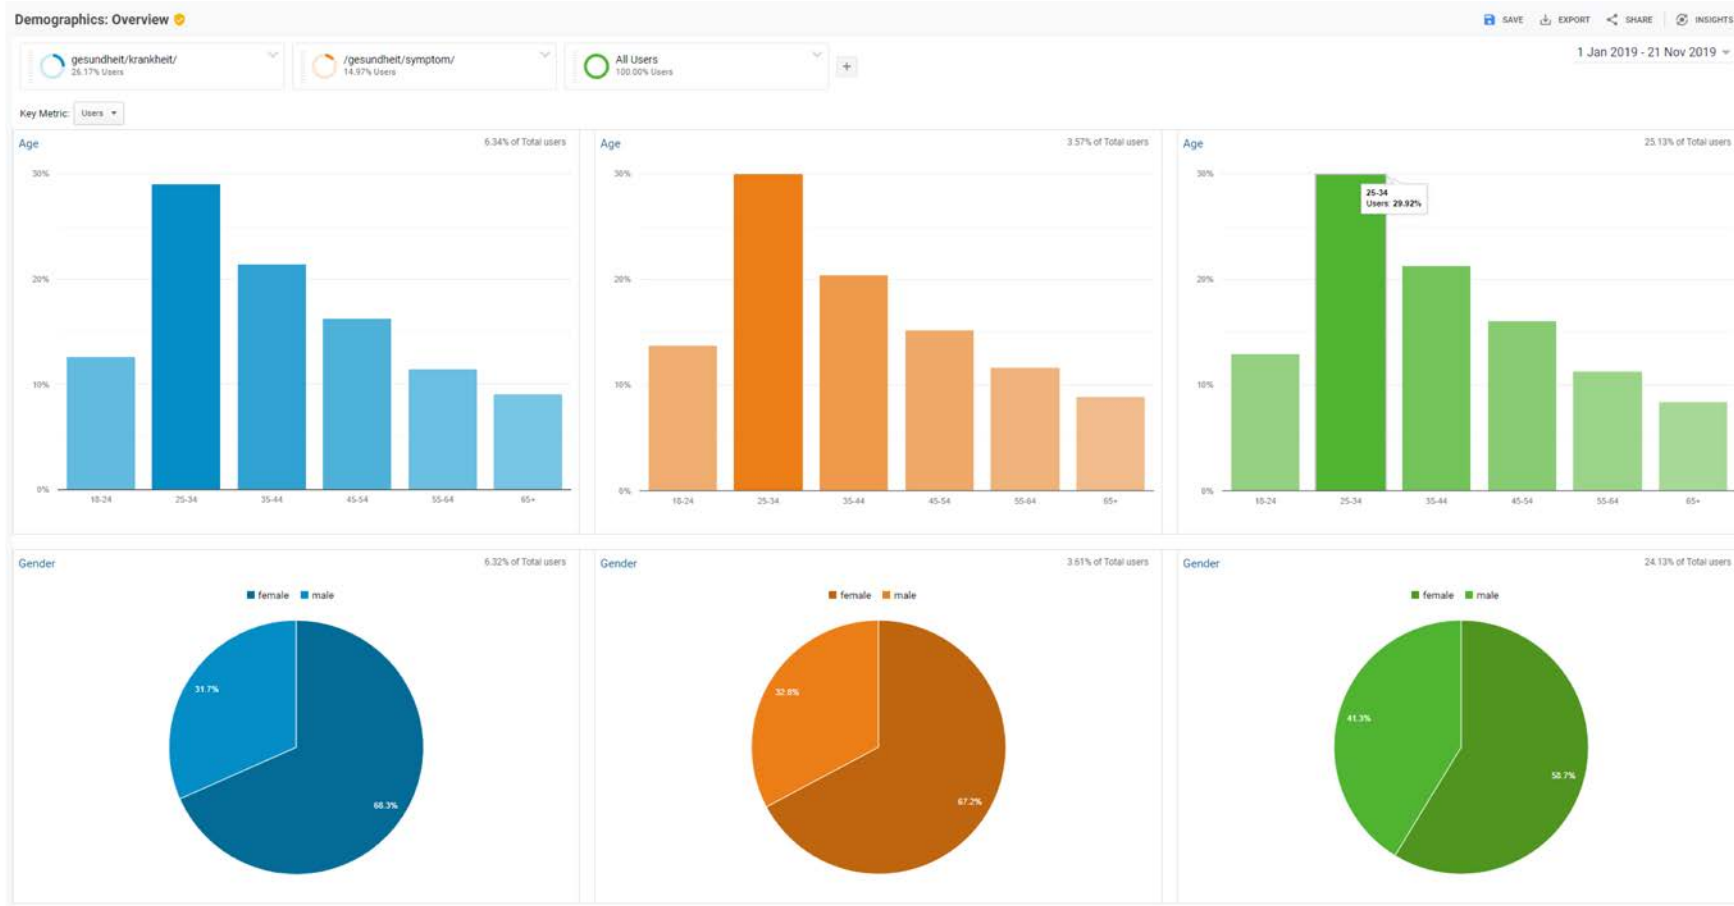 Demographics: Overview
SAVE EXPORT SHARE INSIGHTS
gesundheit/krankheit/
26.17% Users
/gesundheit/symptom/
14.97% Users
All Users
100.00% Users
+
1 Jan 2019 - 21 Nov 2019
Key Metric: Users
Age
6.34% of Total users
30%
20%
10%
0%
18-24 25-34 35-44 45-54 55-64 65+
Age
3.57% of Total users
30%
20%
10%
0%
18-24 25-34 35-44 45-54 55-64 65+
Age
25.13% of Total users
30%
20%
10%
0%
25-34
Users: 29.92%
18-24 25-34 35-44 45-54 55-64 65+
Gender
6.32% of Total users
female male
31.7%
68.3%
Gender
3.61% of Total users
female male
32.8%
67.2%
Gender
24.13% of Total users
female male
41.3%
58.7%